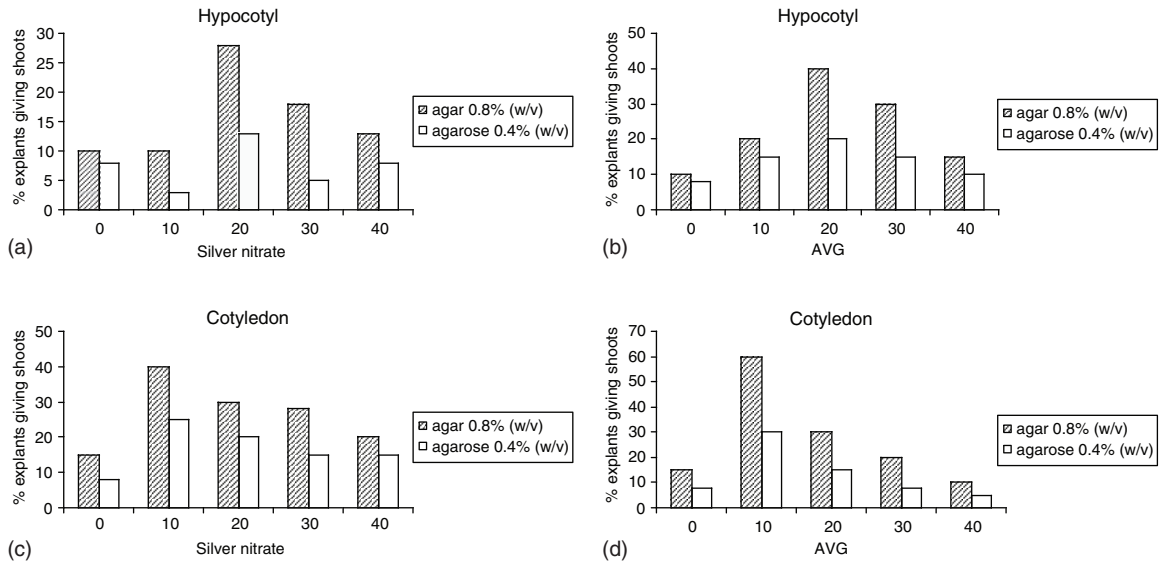 Hypocotyl
% explants giving shoots
30
25
20
15
10
5
0
0 10 20 30 40
Silver nitrate
agar 0.8% (w/v)
agarose 0.4% (w/v)
(a)
Hypocotyl
% explants giving shoots
50
40
30
20
10
0
0 10 20 30 40
AVG
agar 0.8% (w/v)
agarose 0.4% (w/v)
(b)
Cotyledon
% explants giving shoots
50
40
30
20
10
0
0 10 20 30 40
Silver nitrate
agar 0.8% (w/v)
agarose 0.4% (w/v)
(c)
Cotyledon
% explants giving shoots
70
60
50
40
30
20
10
0
0 10 20 30 40
AVG
agar 0.8% (w/v)
agarose 0.4% (w/v)
(d)